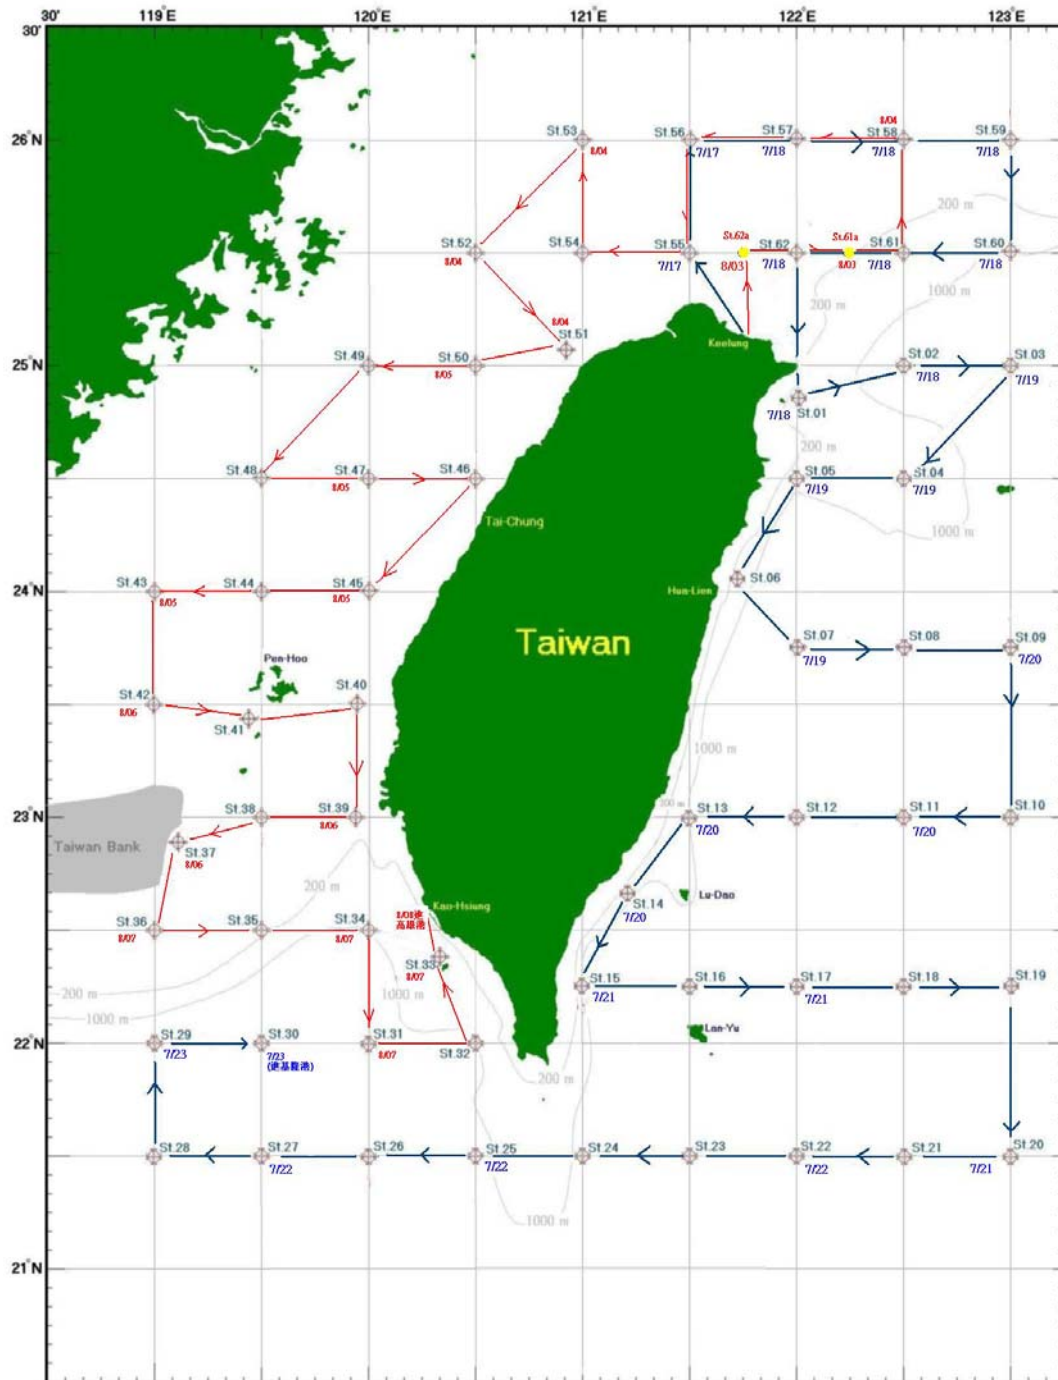 30' 119°E 120°E 121°E 122°E 123°E
30'
26°N
25°N
24°N
23°N
22°N
21°N
St.53 St.56 St.57 8/04 St.58 St.59
8/04 7/17 7/18 7/18 7/18
200 m
St.52 St.54 St.55 St.62a St.62 St.61a St.61 St.60
8/04 7/17 8/03 7/18 8/03 7/18 7/18
200 m 1000 m
8/04
St.51
Keelung
St.49 St.50 St.02 St.03
8/05 7/18 7/19
7/18 St.01
200 m
St.48 St.47 St.46 St.05 St.04
8/05 7/19 7/19
Tai-Chung
1000 m
St.06
Hua-Lien
St.43 St.44 St.45
8/05 8/05
Taiwan
St.07 St.08 St.09
7/19 7/20
Pen-Hoo
St.42 St.40
8/06 St.41
1000 m
200 m
St.38 St.39 St.13 St.12 St.11 St.10
8/06 7/20 7/20
Taiwan Bank St.37
8/06
200 m
Lu-Dao
St.14
7/20
Kao-Hsiung
8/08進
高雄港
St.36 St.35 St.34
8/07 8/07
St.33
8/07
St.15 St.16 St.17 St.18 St.19
7/21 7/21
200 m 1000 m
1000 m
Lan-Yu
St.29 St.30 St.31 St.32
7/23 7/23 8/07
(進基隆港)
200 m
St.28 St.27 St.26 St.25 St.24 St.23 St.22 St.21 St.20
7/22 7/22 7/22 7/21
1000 m